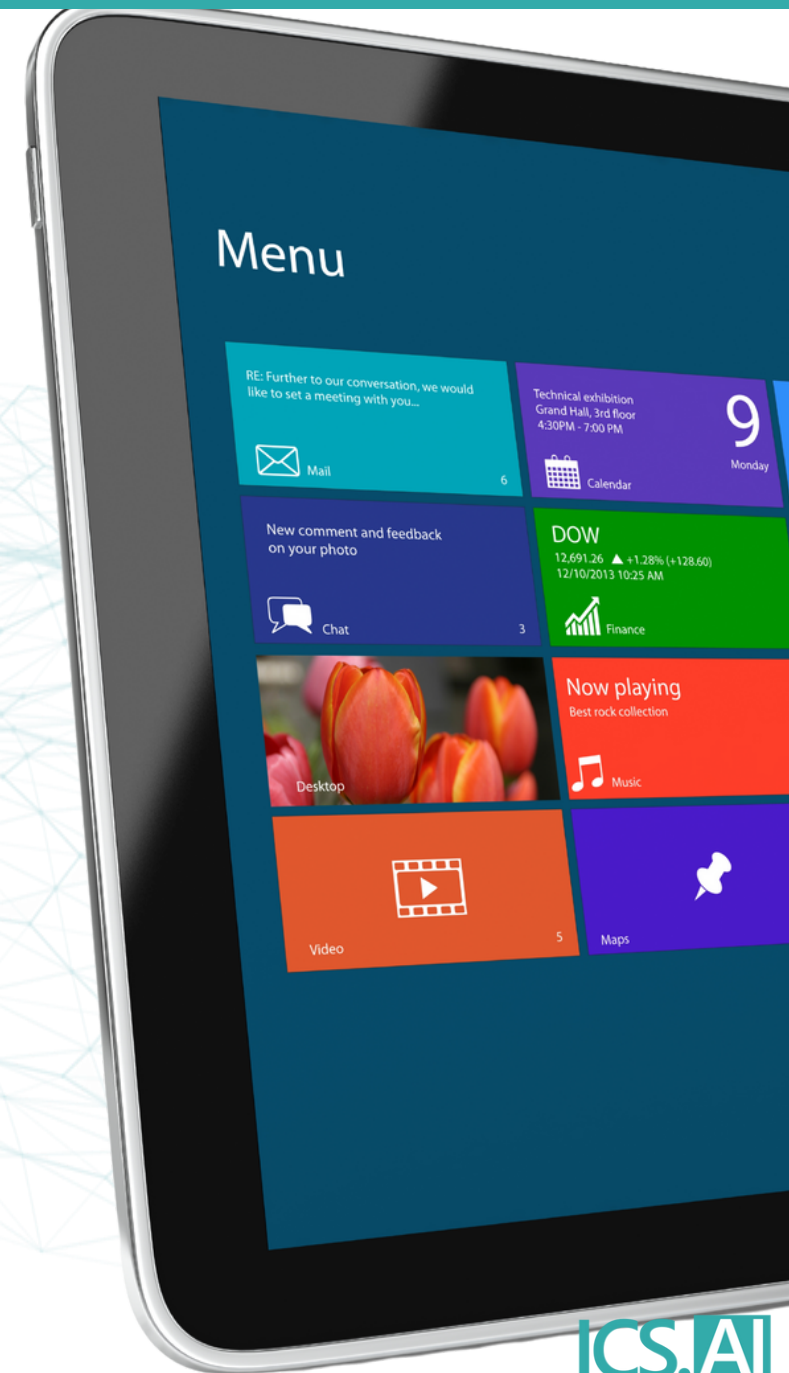 Menu
RE: Further to our conversation, we would
like to set a meeting with you...
Mail
6
Technical exhibition
Grand Hall, 3rd floor
4:30PM - 7:00 PM
9
Monday
Calendar
New comment and feedback
on your photo
Chat
3
DOW
12,691.26 ▲ +1.28% (+128.60)
12/10/2013 10:25 AM
Finance
Desktop
Now playing
Best rock collection
Music
Video
5
Maps
ICS.AI